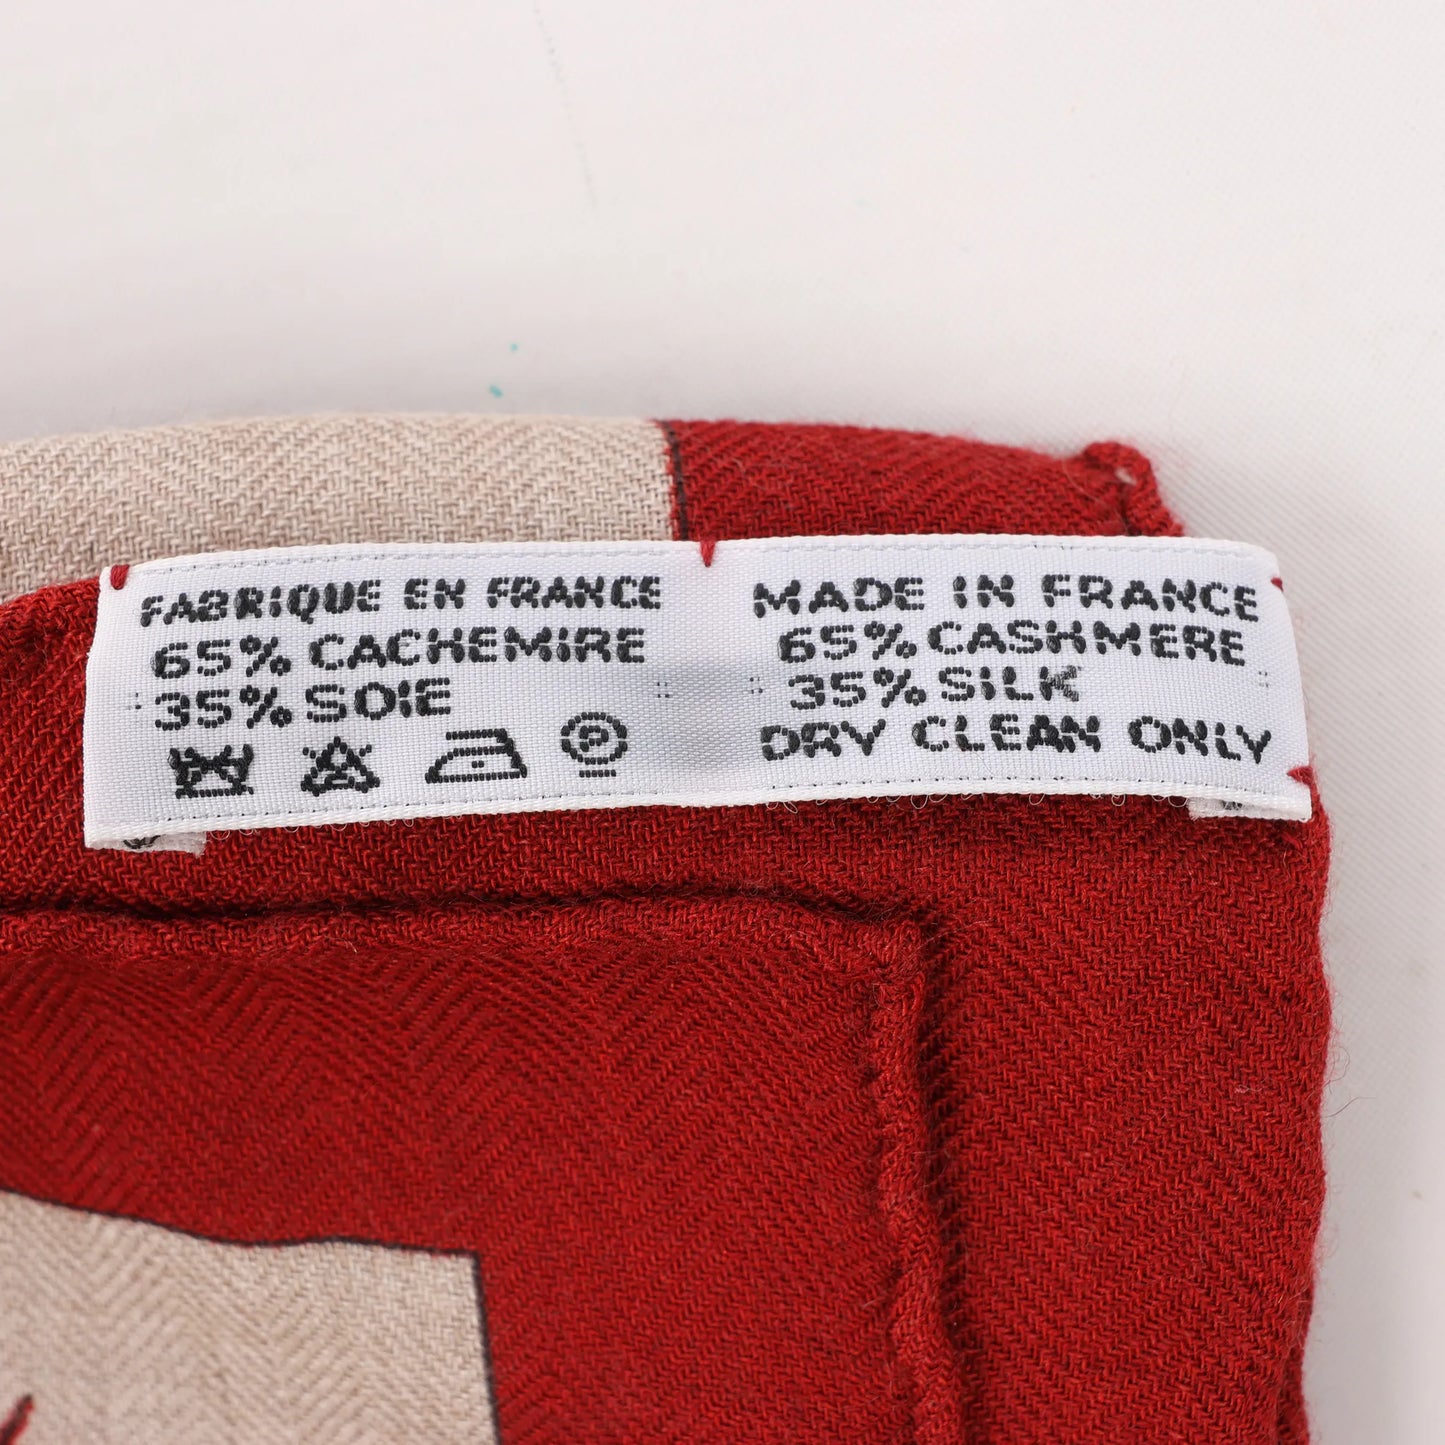 FABRIQUE EN FRANCE
65% CACHEMIRE
35% SOIE
P
MADE IN FRANCE
65% CASHMERE
35% SILK
DRY CLEAN ONLY